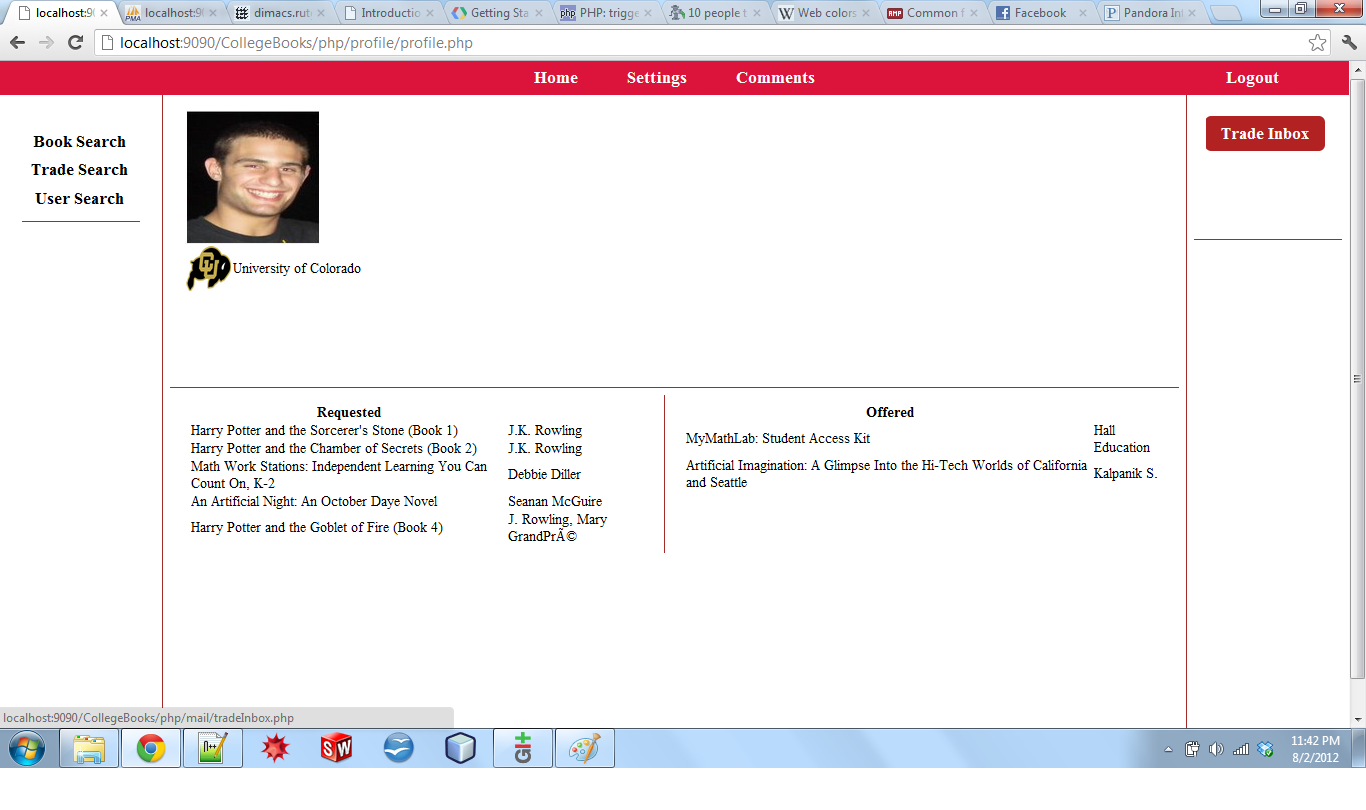 localhost:90
localhost:90
dimacs.rut
Introductio
Getting Sta
PHP: trigge
10 people t
Web colors
Common f
Facebook
Pandora In
localhost:9090/CollegeBooks/php/profile/profile.php
Home Settings Comments Logout
Book Search
Trade Search
User Search
Trade Inbox
CU
University of Colorado
Requested
Harry Potter and the Sorcerer's Stone (Book 1) J.K. Rowling
Harry Potter and the Chamber of Secrets (Book 2) J.K. Rowling
Math Work Stations: Independent Learning You Can
Count On, K-2
Debbie Diller
An Artificial Night: An October Daye Novel Seanan McGuire
Harry Potter and the Goblet of Fire (Book 4)
J. Rowling, Mary
GrandPrÃ©
Offered
MyMathLab: Student Access Kit
Hall
Education
Artificial Imagination: A Glimpse Into the Hi-Tech Worlds of California
and Seattle
Kalpanik S.
localhost:9090/CollegeBooks/php/mail/tradeInbox.php
11:42 PM
8/2/2012